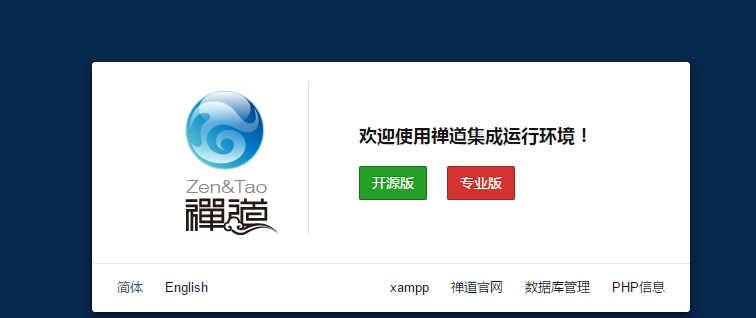 欢迎使用禅道集成运行环境！
开源版 专业版
Zen&Tao
禪道
简体 English xampp 禅道官网 数据库管理 PHP信息